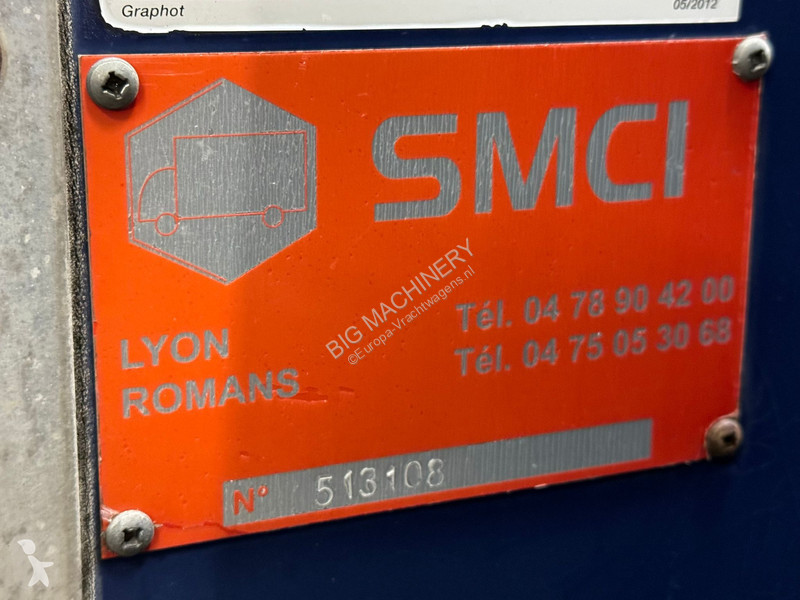 Graphot 05/2012
SMCI
LYON Tél. 04 78 90 42 00
ROMANS Tél. 04 75 05 30 68
N° 513108
BIG MACHINERY
©Europa-Vrachtwagens.nl